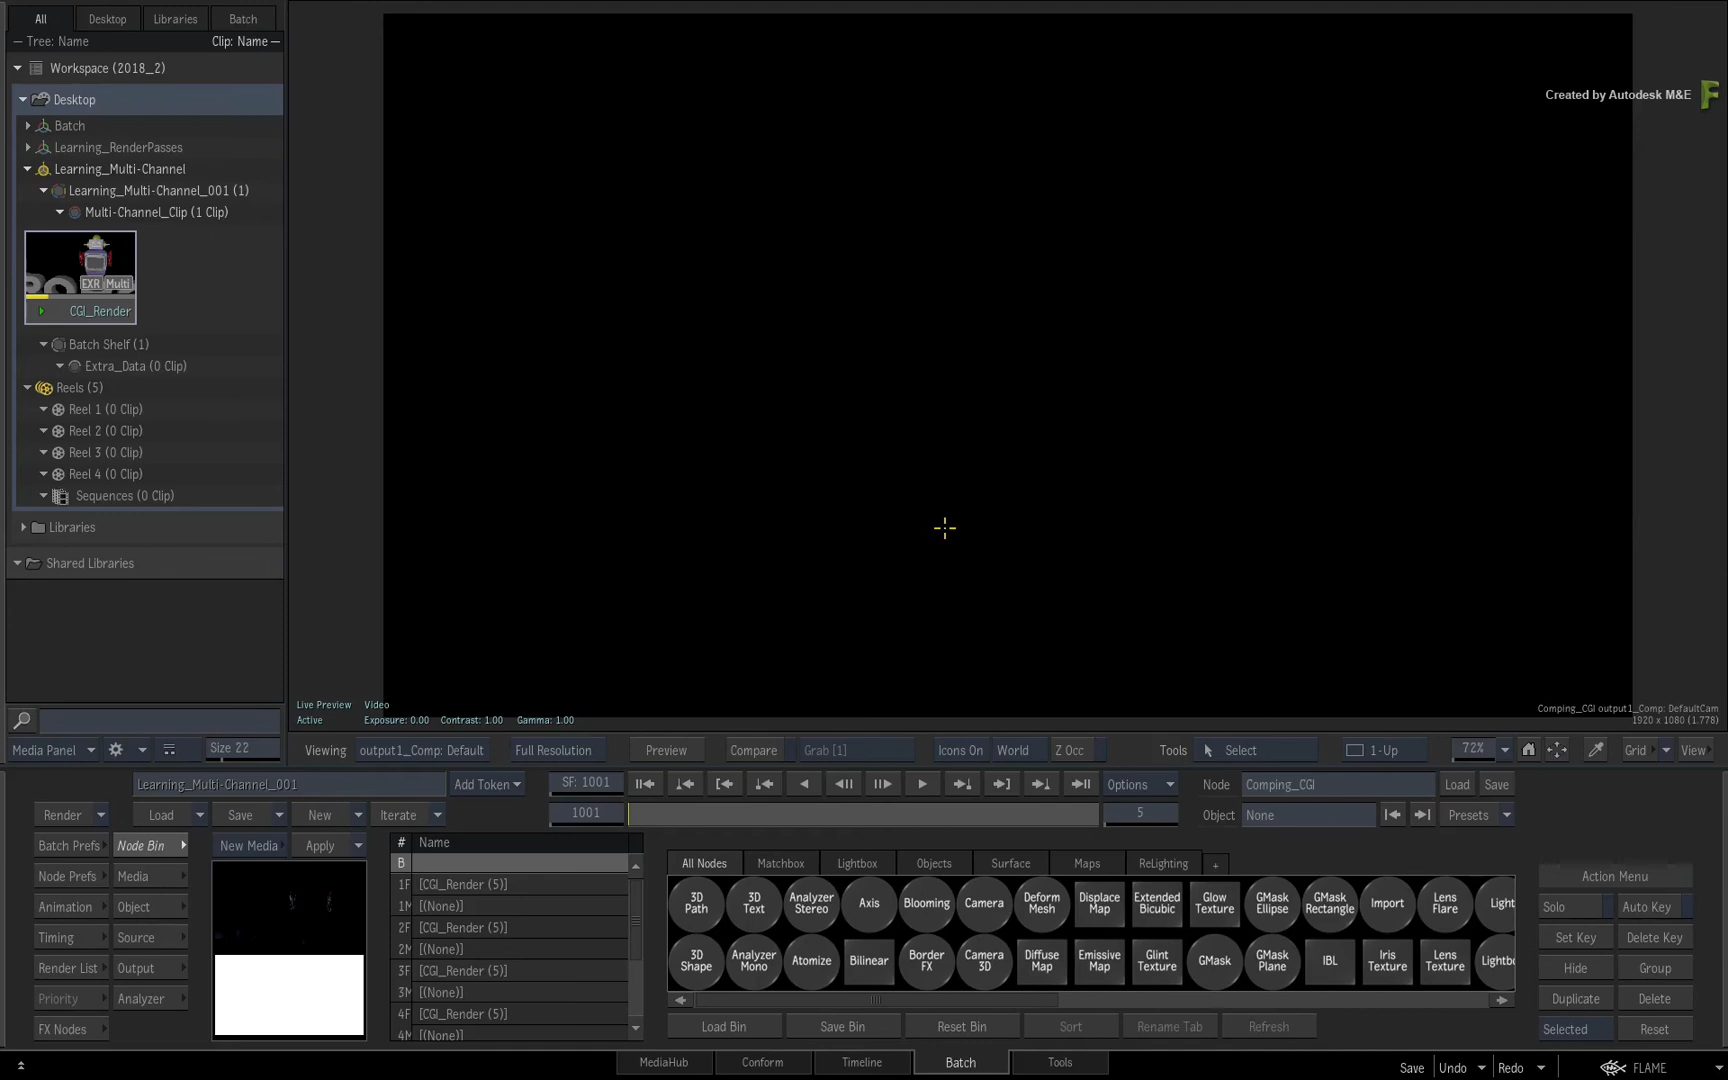 All Desktop Libraries Batch
Tree: Name Clip: Name
Workspace (2018_2)
Desktop
Batch
Learning_RenderPasses
Learning_Multi-Channel
Learning_Multi-Channel_001 (1)
Multi-Channel_Clip (1 Clip)
EXR Multi
CGI_Render
Batch Shelf (1)
Extra_Data (0 Clip)
Reels (5)
Reel 1 (0 Clip)
Reel 2 (0 Clip)
Reel 3 (0 Clip)
Reel 4 (0 Clip)
Sequences (0 Clip)
Libraries
Shared Libraries
Created by Autodesk M&E
Live Preview Video
Active Exposure: 0.00 Contrast: 1.00 Gamma: 1.00
Comping_CGI output1_Comp: DefaultCam
1920 x 1080 (1.778)
Media Panel Size 22 Viewing output1_Comp: Default Full Resolution Preview Compare Grab [1] Icons On World Z Occ Tools Select 1-Up 72% Grid View
Learning_Multi-Channel_001 Add Token SF: 1001 Options Node Comping_CGI Load Save
Render Load Save New Iterate 1001 5 Object None Presets
Batch Prefs Node Bin New Media Apply
Node Prefs Media
Animation Object
Timing Source
Render List Output
Priority Analyzer
FX Nodes
# Name
B
1F [CGI_Render (5)]
1M [(None)]
2F [CGI_Render (5)]
2M [(None)]
3F [CGI_Render (5)]
3M [(None)]
4F [CGI_Render (5)]
4M [(None)]
All Nodes Matchbox Lightbox Objects Surface Maps ReLighting +
3D Path 3D Text Analyzer Stereo Axis Blooming Camera Deform Mesh Displace Map Extended Bicubic Glow Texture GMask Ellipse GMask Rectangle Import Lens Flare Light
3D Shape Analyzer Mono Atomize Bilinear Border FX Camera 3D Diffuse Map Emissive Map Glint Texture GMask GMask Plane IBL Iris Texture Lens Texture Lightbo
Load Bin Save Bin Reset Bin Sort Rename Tab Refresh
Action Menu
Solo Auto Key
Set Key Delete Key
Hide Group
Duplicate Delete
Selected Reset
MediaHub Conform Timeline Batch Tools
Save Undo Redo FLAME